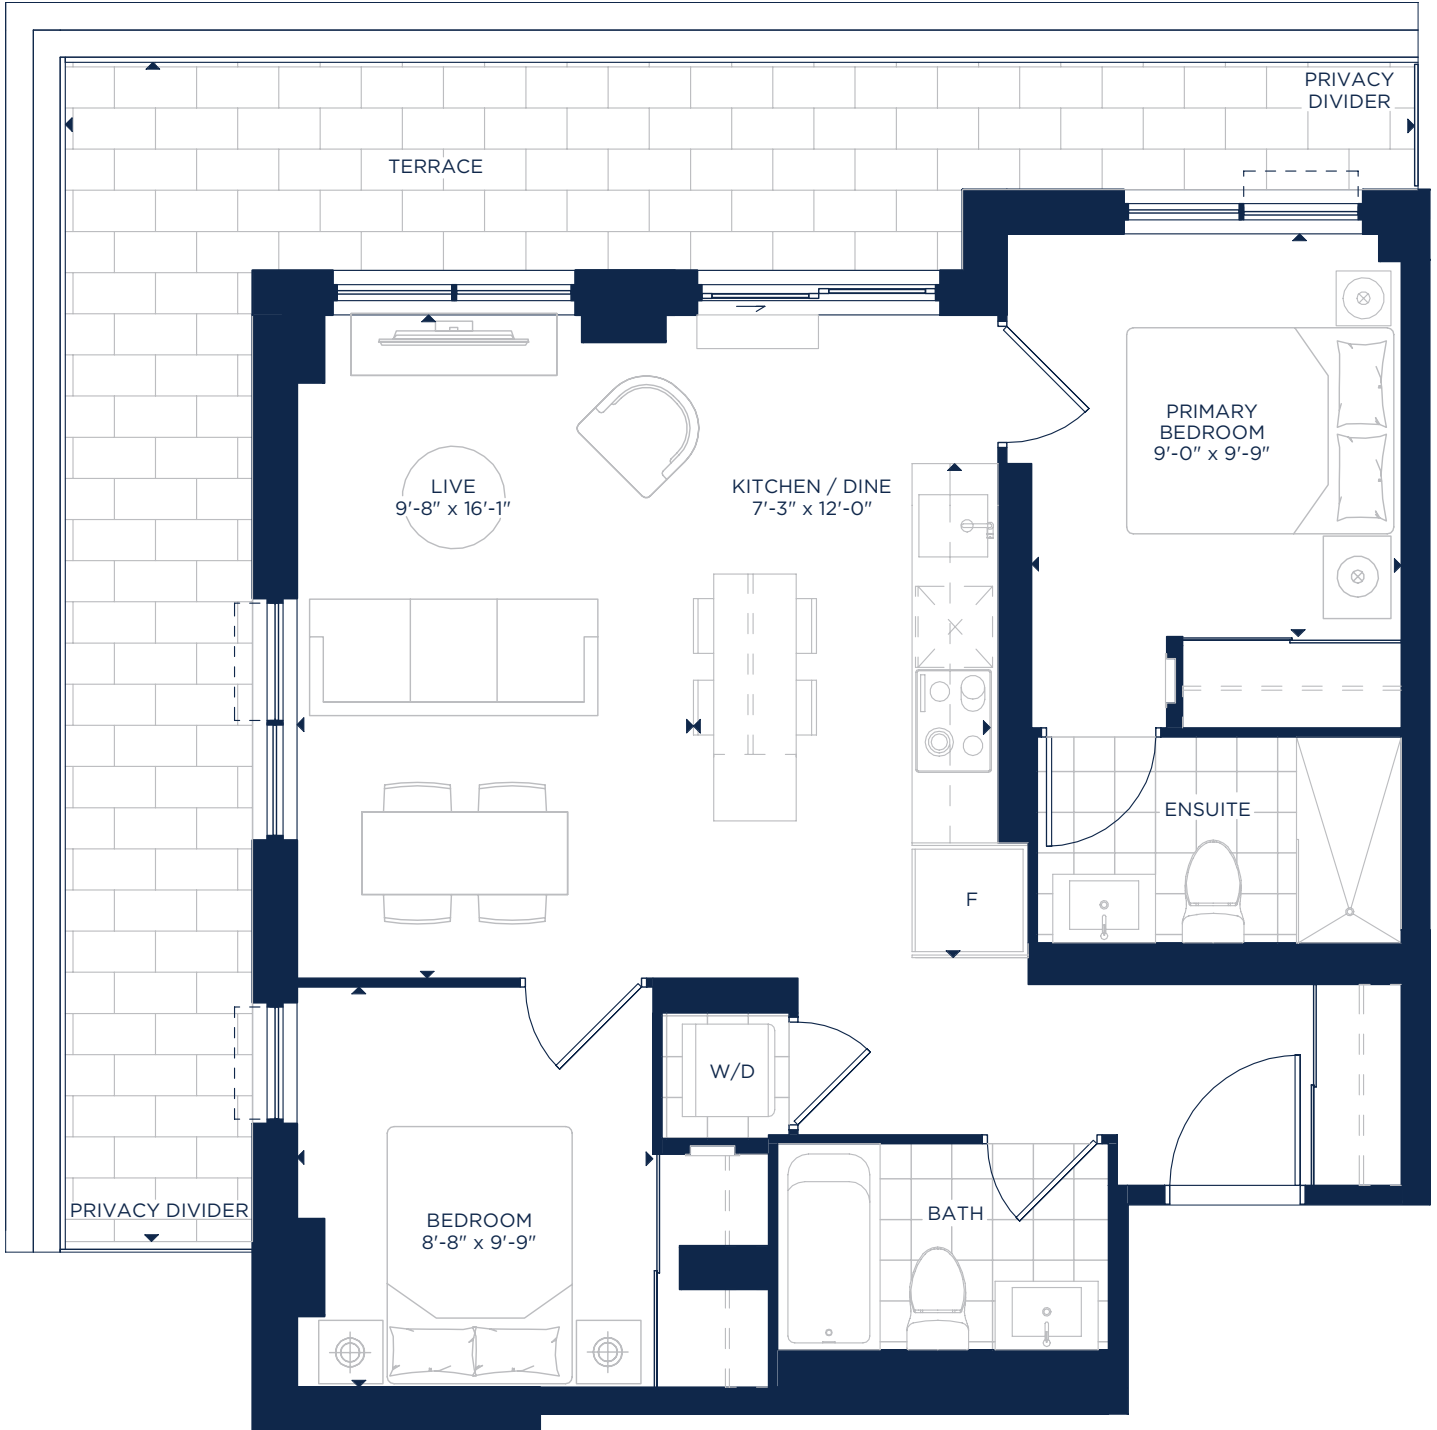 PRIVACY
DIVIDER
TERRACE
PRIMARY
BEDROOM
9'-0" x 9'-9"
LIVE
9'-8" x 16'-1"
KITCHEN / DINE
7'-3" x 12'-0"
ENSUITE
F
W/D
PRIVACY DIVIDER
BEDROOM
8'-8" x 9'-9"
BATH